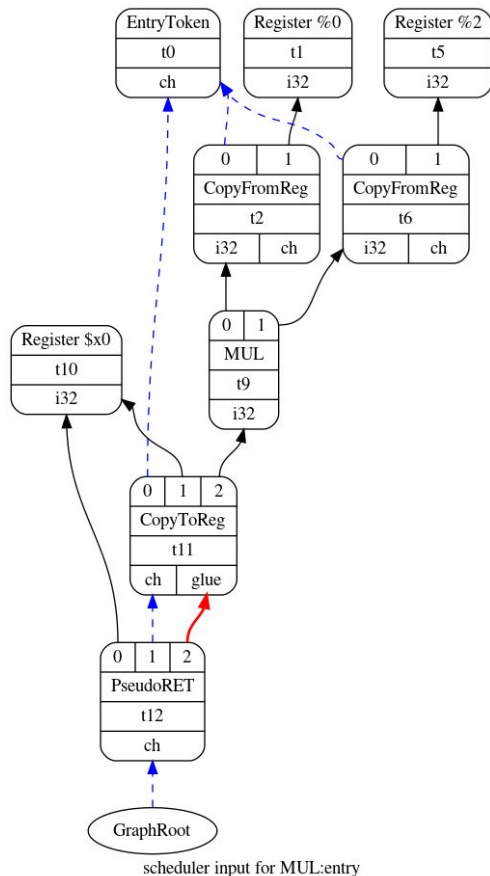 EntryToken
t0
ch
Register %0
t1
i32
Register %2
t5
i32
0 1
CopyFromReg
t2
i32 ch
0 1
CopyFromReg
t6
i32 ch
0 1
MUL
t9
i32
Register $x0
t10
i32
0 1 2
CopyToReg
t11
ch glue
0 1 2
PseudoRET
t12
ch
GraphRoot
scheduler input for MUL:entry